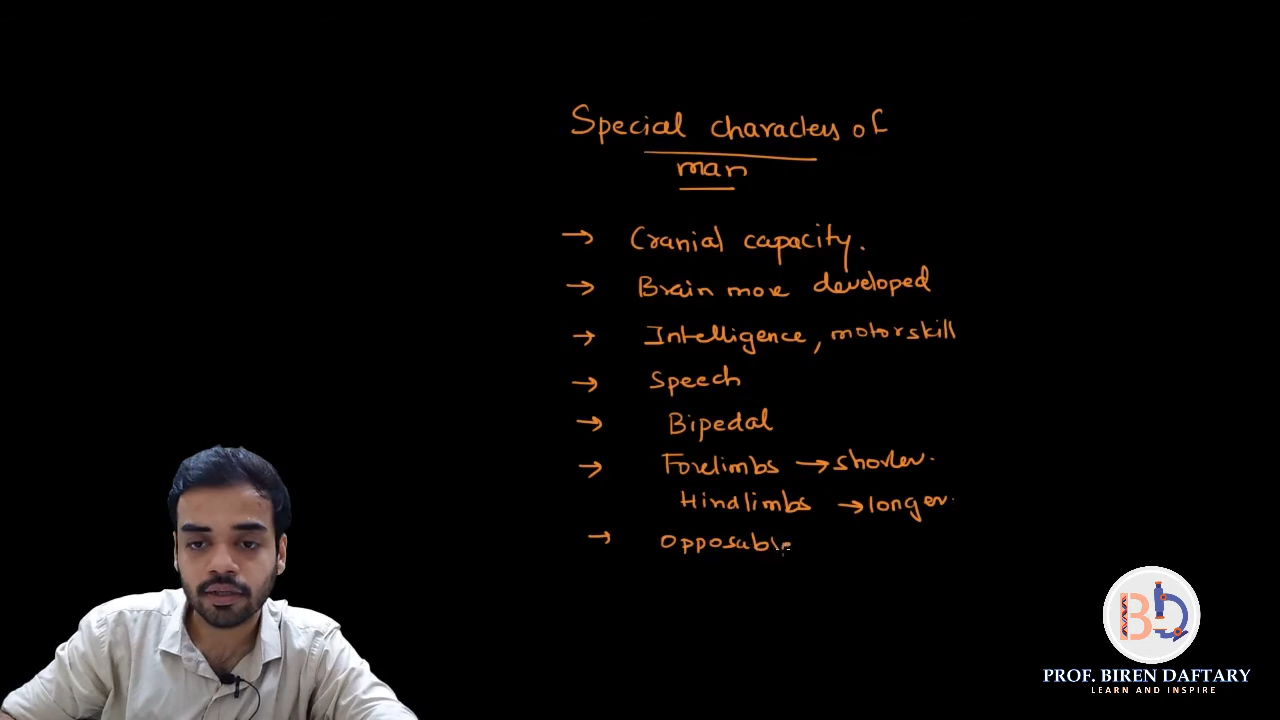 Special characters of
man
→ Cranial capacity.
→ Brain more developed
→ Intelligence, motorskill
→ Speech
→ Bipedal
→ Forelimbs → shorter.
Hindlimbs → longer.
→ Opposable
BD
PROF. BIREN DAFTARY
LEARN AND INSPIRE